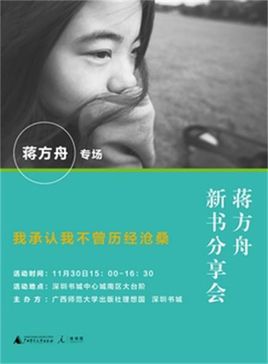 蒋方舟 专场
蒋方舟
新书分享会
我承认我不曾历经沧桑
活动时间：11月30日15：00-16：30
活动地点：深圳书城中心城南区大台阶
主 办 方：广西师范大学出版社理想国 深圳书城